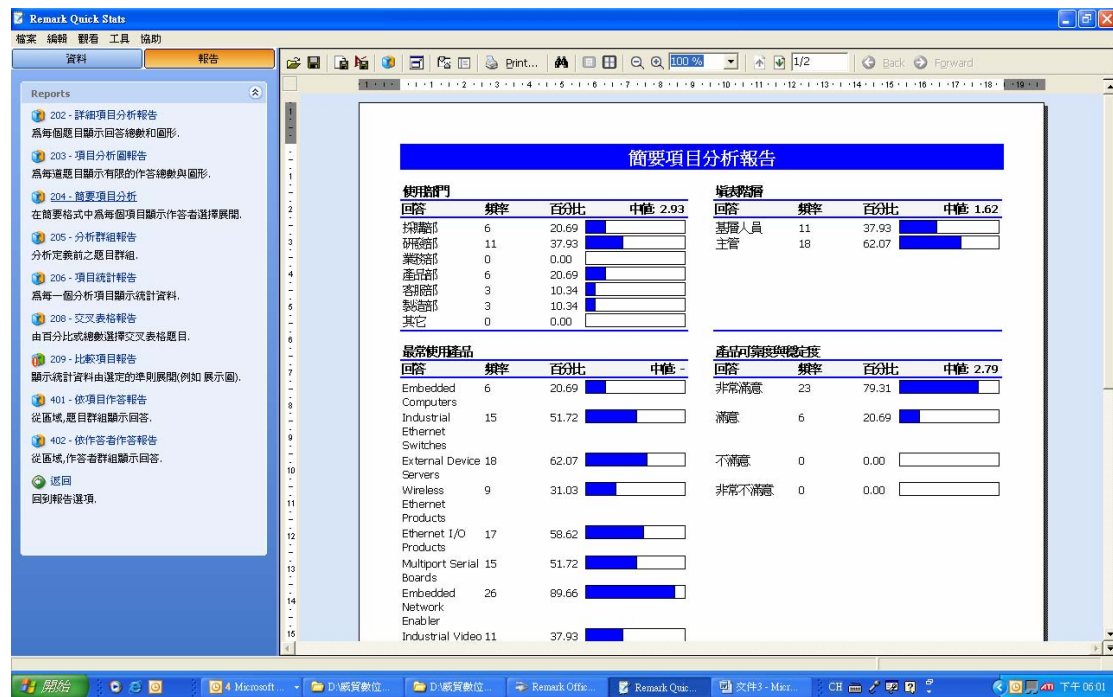 Remark Quick Stats
檔案 編輯 觀看 工具 協助
資料 報告
Print... 100 % 1/2 Back Forward
Reports
202 - 詳細項目分析報告
爲每個題目顯示回答總數和圖形.
203 - 項目分析圖報告
爲每道題目顯示有限的作答總數與圖形.
204 - 簡要項目分析
在簡要格式中爲每個項目顯示作答者選擇展開.
205 - 分析群組報告
分析定義前之題目群組.
206 - 項目統計報告
爲每一個分析項目顯示統計資料.
208 - 交叉表格報告
由百分比或總數選擇交叉表格題目.
209 - 比較項目報告
顯示統計資料由選定的準則展開(例如 展示圖).
401 - 依項目作答報告
從區域,題目群組顯示回答.
402 - 依作答者作答報告
從區域,作答者群組顯示回答.
返回
回到報告選項.
簡要項目分析報告
使用部門
回答 頻率 百分比 中值: 2.93
採購部 6 20.69
研發部 11 37.93
業務部 0 0.00
產品部 6 20.69
客服部 3 10.34
製造部 3 10.34
其它 0 0.00
填表階層
回答 頻率 百分比 中值: 1.62
基層人員 11 37.93
主管 18 62.07
最常使用產品
回答 頻率 百分比 中值: -
Embedded 6 20.69
Computers
Industrial 15 51.72
Ethernet
Switches
External Device 18 62.07
Servers
Wireless 9 31.03
Ethernet
Products
Ethernet I/O 17 58.62
Products
Multiport Serial 15 51.72
Boards
Embedded 26 89.66
Network
Enabler
Industrial Video 11 37.93
產品可靠度與穩定度
回答 頻率 百分比 中值: 2.79
非常滿意 23 79.31
滿意 6 20.69
不滿意 0 0.00
非常不滿意 0 0.00
開始 4 Microsoft ... D:\威質數位... D:\威質數位... Remark Offic... Remark Quic... 文件3 - Micr... CH 下午 06:01